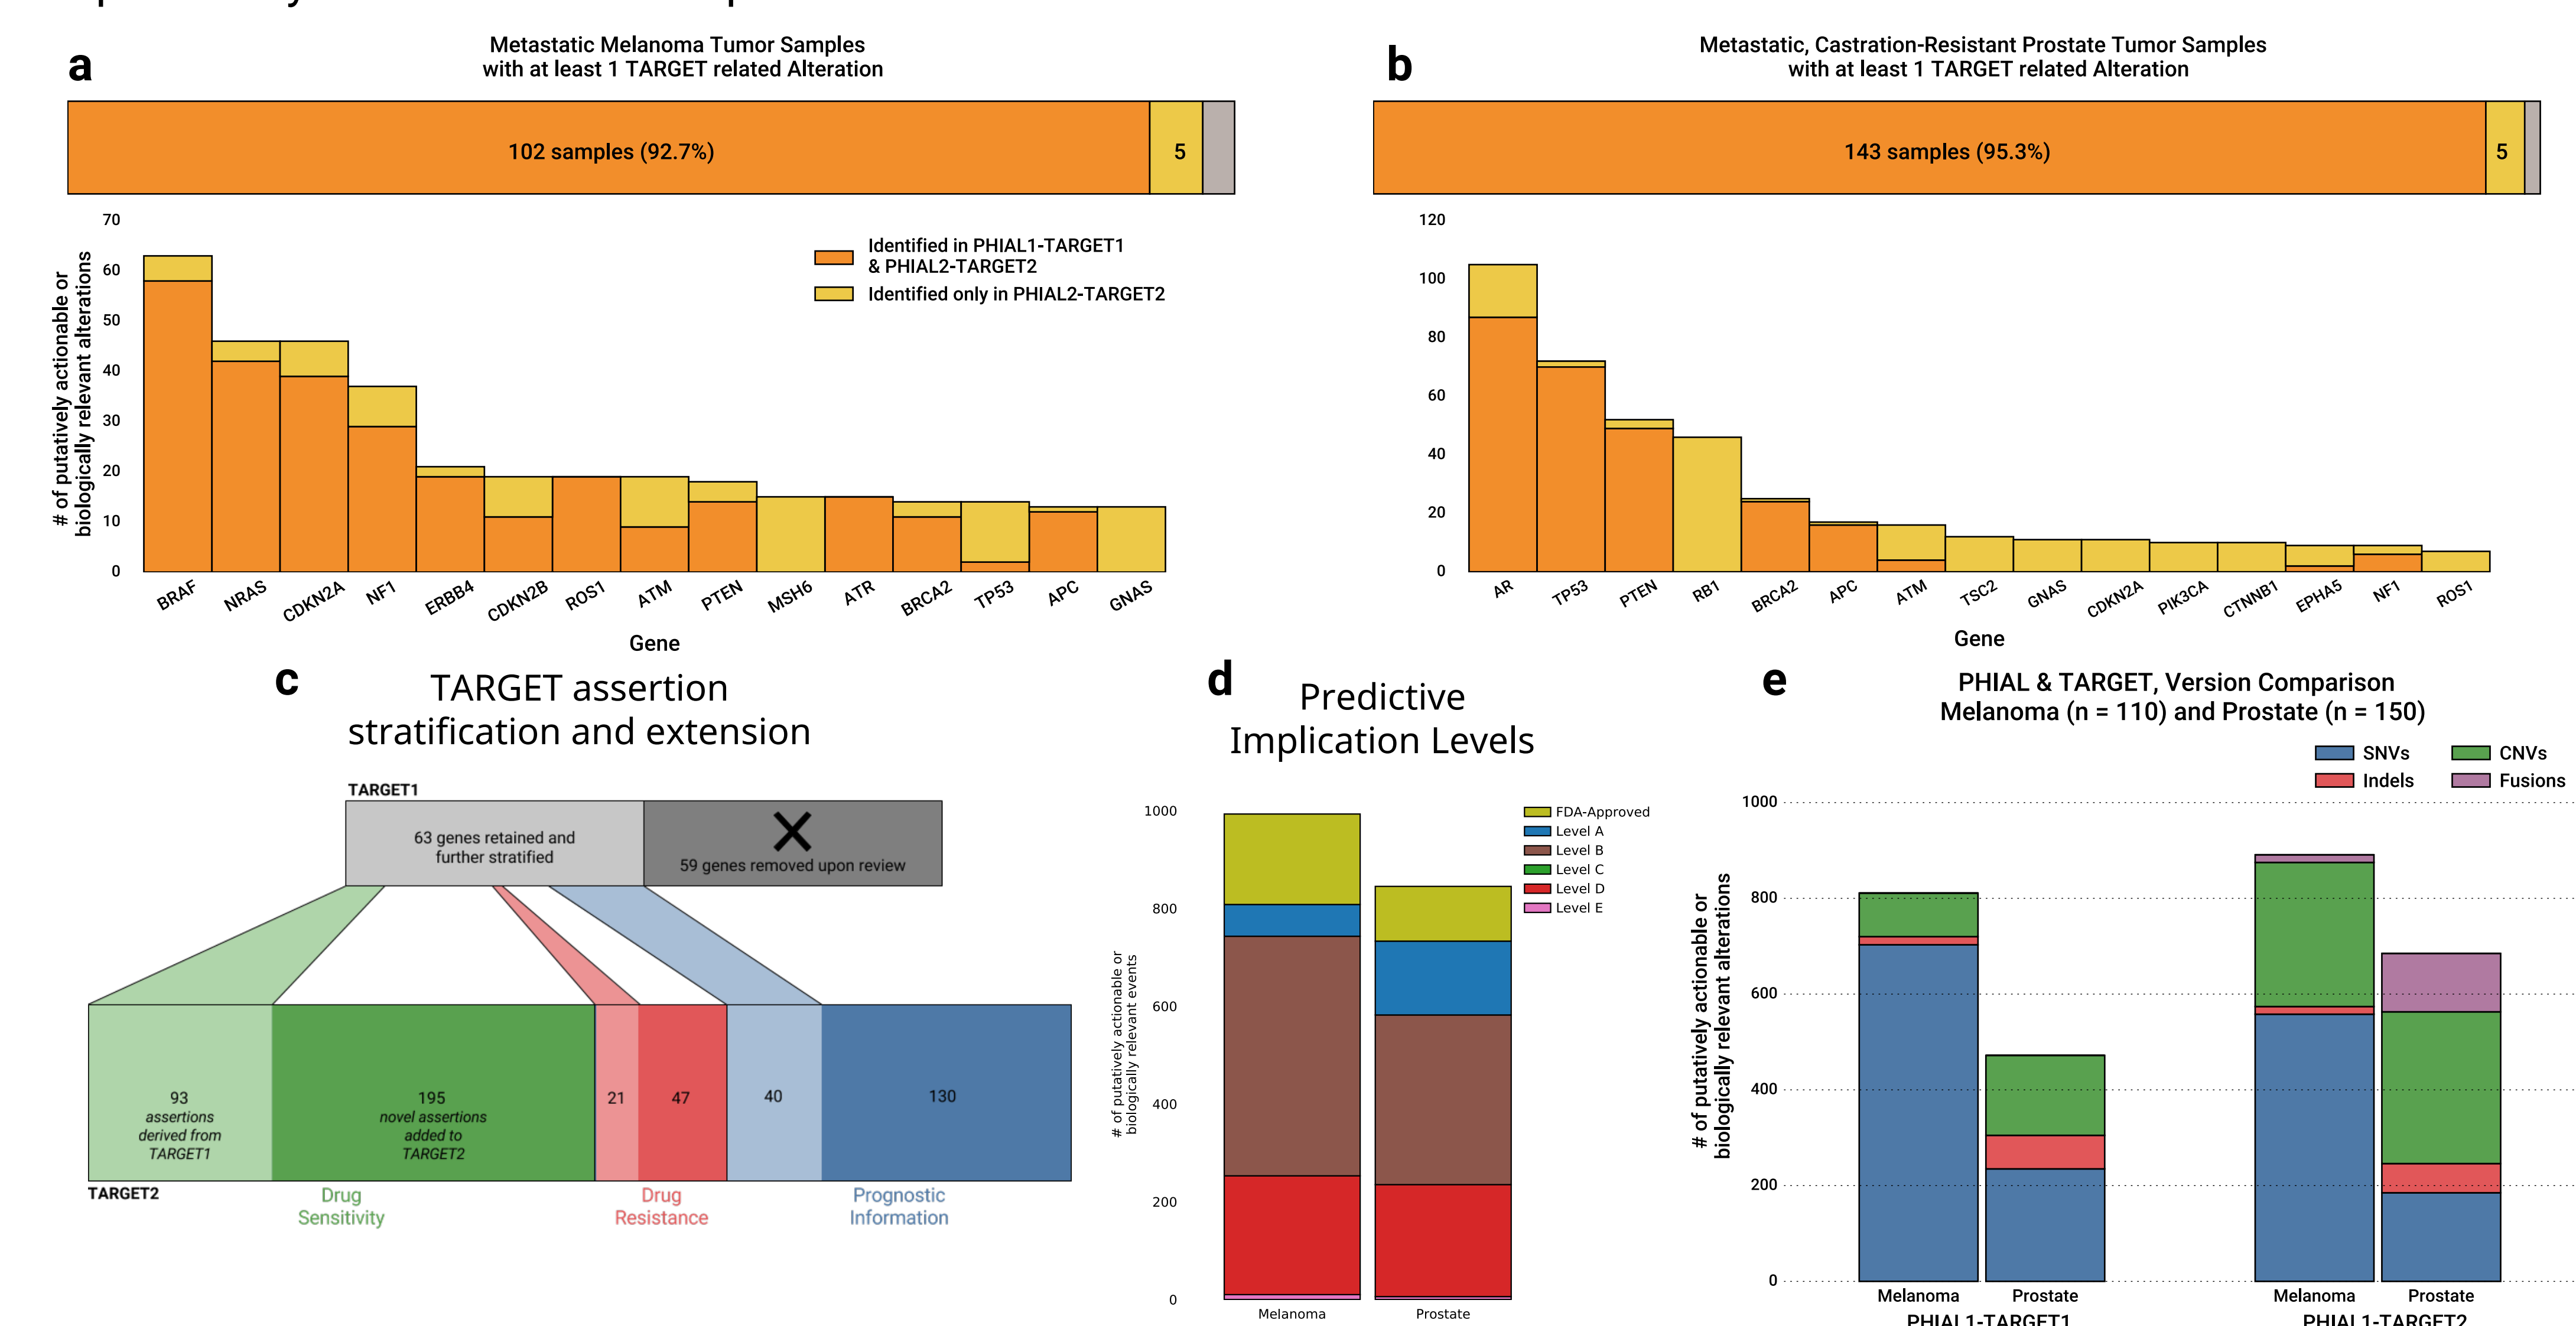 a
Metastatic Melanoma Tumor Samples
with at least 1 TARGET related Alteration
102 samples (92.7%)
5
70
60
50
40
30
20
10
0
# of putatively actionable or
biologically relevant alterations
Identified in PHIAL1-TARGET1
& PHIAL2-TARGET2
Identified only in PHIAL2-TARGET2
BRAF
NRAS
CDKN2A
NF1
ERBB4
CDKN2B
ROS1
ATM
PTEN
MSH6
ATR
BRCA2
TP53
APC
GNAS
Gene
b
Metastatic, Castration-Resistant Prostate Tumor Samples
with at least 1 TARGET related Alteration
143 samples (95.3%)
5
120
100
80
60
40
20
0
AR
TP53
PTEN
RB1
BRCA2
APC
ATM
TSC2
GNAS
CDKN2A
PIK3CA
CTNNB1
EPHA5
NF1
ROS1
Gene
c
TARGET assertion
stratification and extension
TARGET1
63 genes retained and
further stratified
59 genes removed upon review
93
assertions
derived from
TARGET1
195
novel assertions
added to
TARGET2
21
47
40
130
TARGET2
Drug
Sensitivity
Drug
Resistance
Prognostic
Information
d
Predictive
Implication Levels
1000
800
600
400
200
0
# of putatively actionable or
biologically relevant events
FDA-Approved
Level A
Level B
Level C
Level D
Level E
Melanoma
Prostate
e
PHIAL & TARGET, Version Comparison
Melanoma (n = 110) and Prostate (n = 150)
SNVs
CNVs
Indels
Fusions
1000
800
600
400
200
0
# of putatively actionable or
biologically relevant alterations
Melanoma
Prostate
Melanoma
Prostate
PHIAL1-TARGET1
PHIAL1-TARGET2